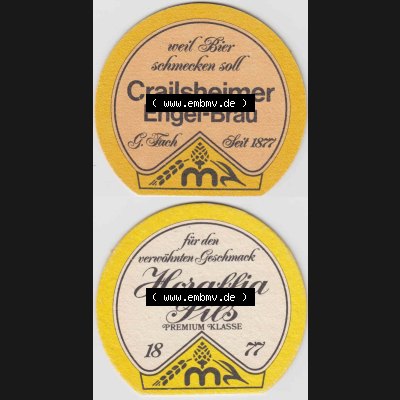 weil Bier
schmecken soll
Crailsheimer
( www.embmv.de )
Engel-Bräu
G. Fach Seit 1877
für den
verwöhnten Geschmack
Horaffia
( www.embmv.de )
Pils
PREMIUM KLASSE
18 77